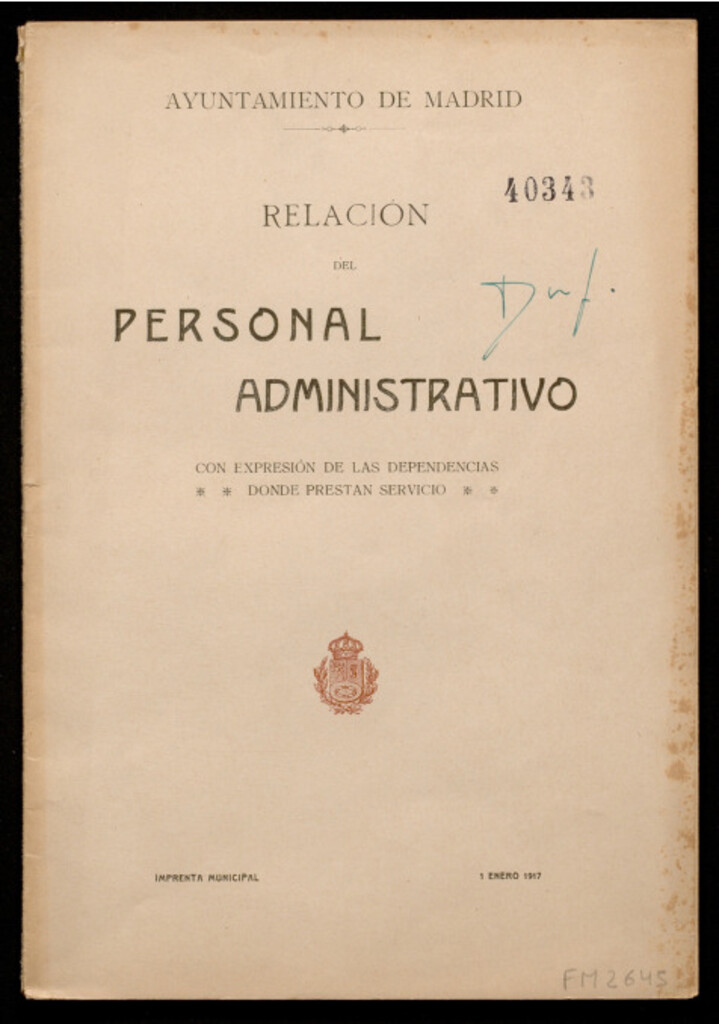 AYUNTAMIENTO DE MADRID
40343
RELACIÓN
DEL
PERSONAL
ADMINISTRATIVO
CON EXPRESIÓN DE LAS DEPENDENCIAS
※ ※ DONDE PRESTAN SERVICIO ※ ※
IMPRENTA MUNICIPAL
1 ENERO 1917
FM2645